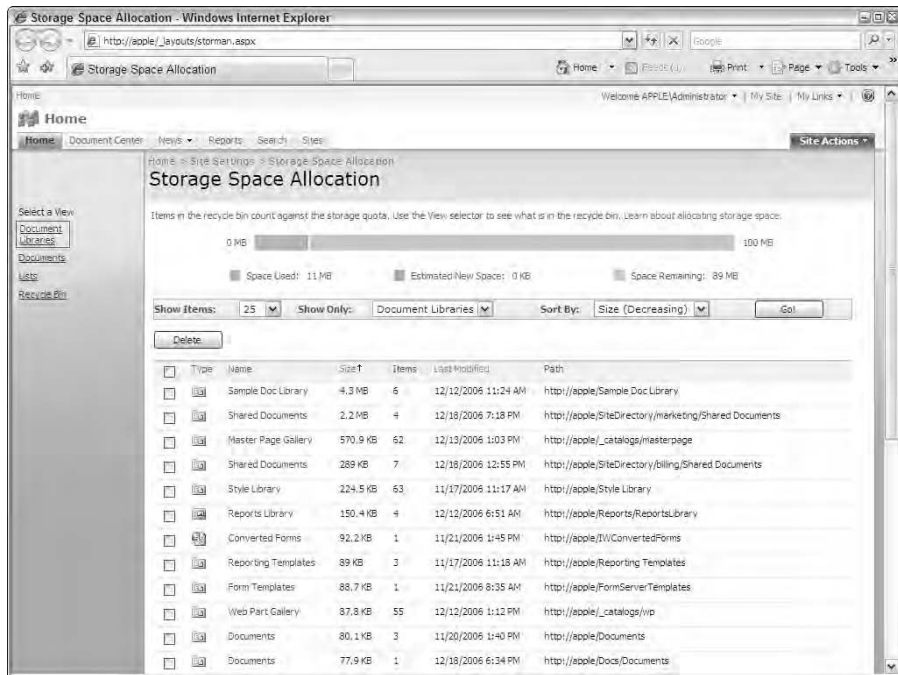 Storage Space Allocation - Windows Internet Explorer
http://apple/_layouts/storman.aspx
Google
Storage Space Allocation
Home Print Page Tools
Home
Welcome APPLE\Administrator | My Site | My Links
Home
Home Document Center News Reports Search Sites Site Actions
Home > Site Settings > Storage Space Allocation
Storage Space Allocation
Select a View
Document Libraries
Documents
Lists
Recycle Bin
Items in the recycle bin count against the storage quota. Use the View selector to see what is in the recycle bin. Learn about allocating storage space.
0 MB 100 MB
Space Used: 11 MB Estimated New Space: 0 KB Space Remaining: 89 MB
Show Items: 25 Show Only: Document Libraries Sort By: Size (Decreasing) Go!
Delete
Type Name Size Items Last Modified Path
Sample Doc Library 4.3 MB 6 12/12/2006 11:24 AM http://apple/Sample Doc Library
Shared Documents 2.2 MB 4 12/18/2006 7:18 PM http://apple/SiteDirectory/marketing/Shared Documents
Master Page Gallery 570.9 KB 62 12/13/2006 1:03 PM http://apple/_catalogs/masterpage
Shared Documents 289 KB 7 12/18/2006 12:55 PM http://apple/SiteDirectory/billing/Shared Documents
Style Library 224.5 KB 63 11/17/2006 11:17 AM http://apple/Style Library
Reports Library 150.4 KB 4 12/12/2006 6:51 AM http://apple/Reports/ReportsLibrary
Converted Forms 92.2 KB 1 11/21/2006 1:45 PM http://apple/IWConvertedForms
Reporting Templates 89 KB 3 11/17/2006 11:18 AM http://apple/Reporting Templates
Form Templates 88.7 KB 1 11/21/2006 8:35 AM http://apple/FormServerTemplates
Web Part Gallery 87.8 KB 55 12/12/2006 1:12 PM http://apple/_catalogs/wp
Documents 80.1 KB 3 11/20/2006 1:40 PM http://apple/Documents
Documents 77.9 KB 1 12/18/2006 6:34 PM http://apple/Docs/Documents